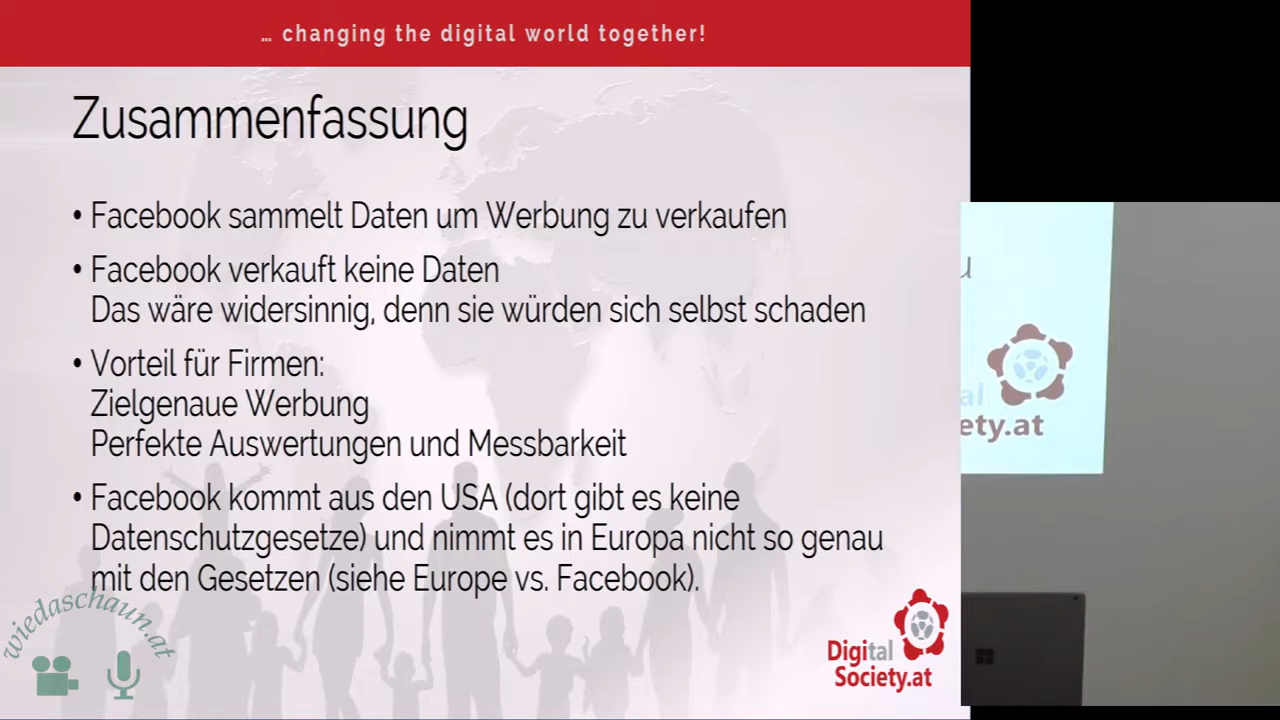 … changing the digital world together!
Zusammenfassung
• Facebook sammelt Daten um Werbung zu verkaufen
• Facebook verkauft keine Daten
Das wäre widersinnig, denn sie würden sich selbst schaden
• Vorteil für Firmen:
Zielgenaue Werbung
Perfekte Auswertungen und Messbarkeit
• Facebook kommt aus den USA (dort gibt es keine
Datenschutzgesetze) und nimmt es in Europa nicht so genau
mit den Gesetzen (siehe Europe vs. Facebook).
wiedaschaun.at
Digital
Society.at
u
al
ety.at